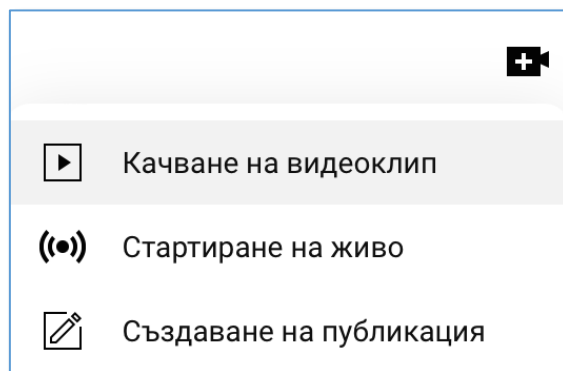 Качване на видеоклип
Стартиране на живо
Създаване на публикация